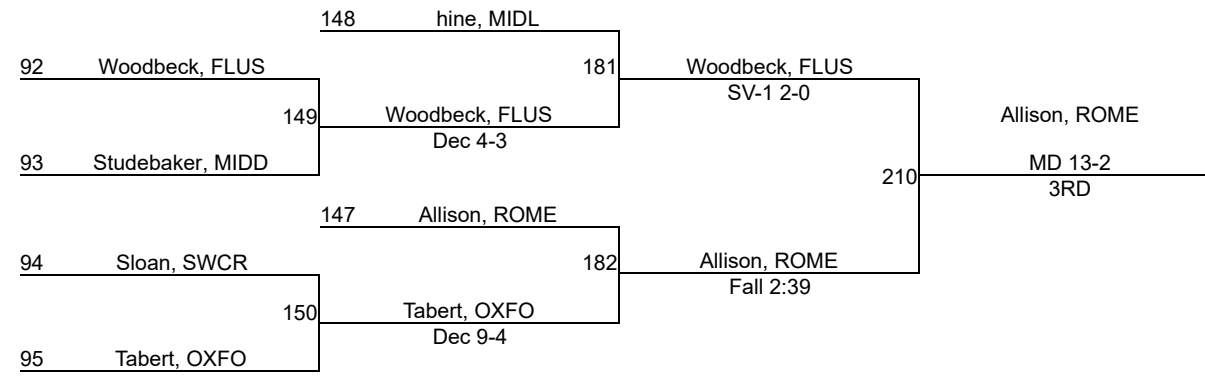 148 hine, MIDL
92 Woodbeck, FLUS
181 Woodbeck, FLUS
SV-1 2-0
149 Woodbeck, FLUS
Dec 4-3
Allison, ROME
93 Studebaker, MIDD
210 MD 13-2
3RD
147 Allison, ROME
94 Sloan, SWCR
182 Allison, ROME
Fall 2:39
150 Tabert, OXFO
Dec 9-4
95 Tabert, OXFO